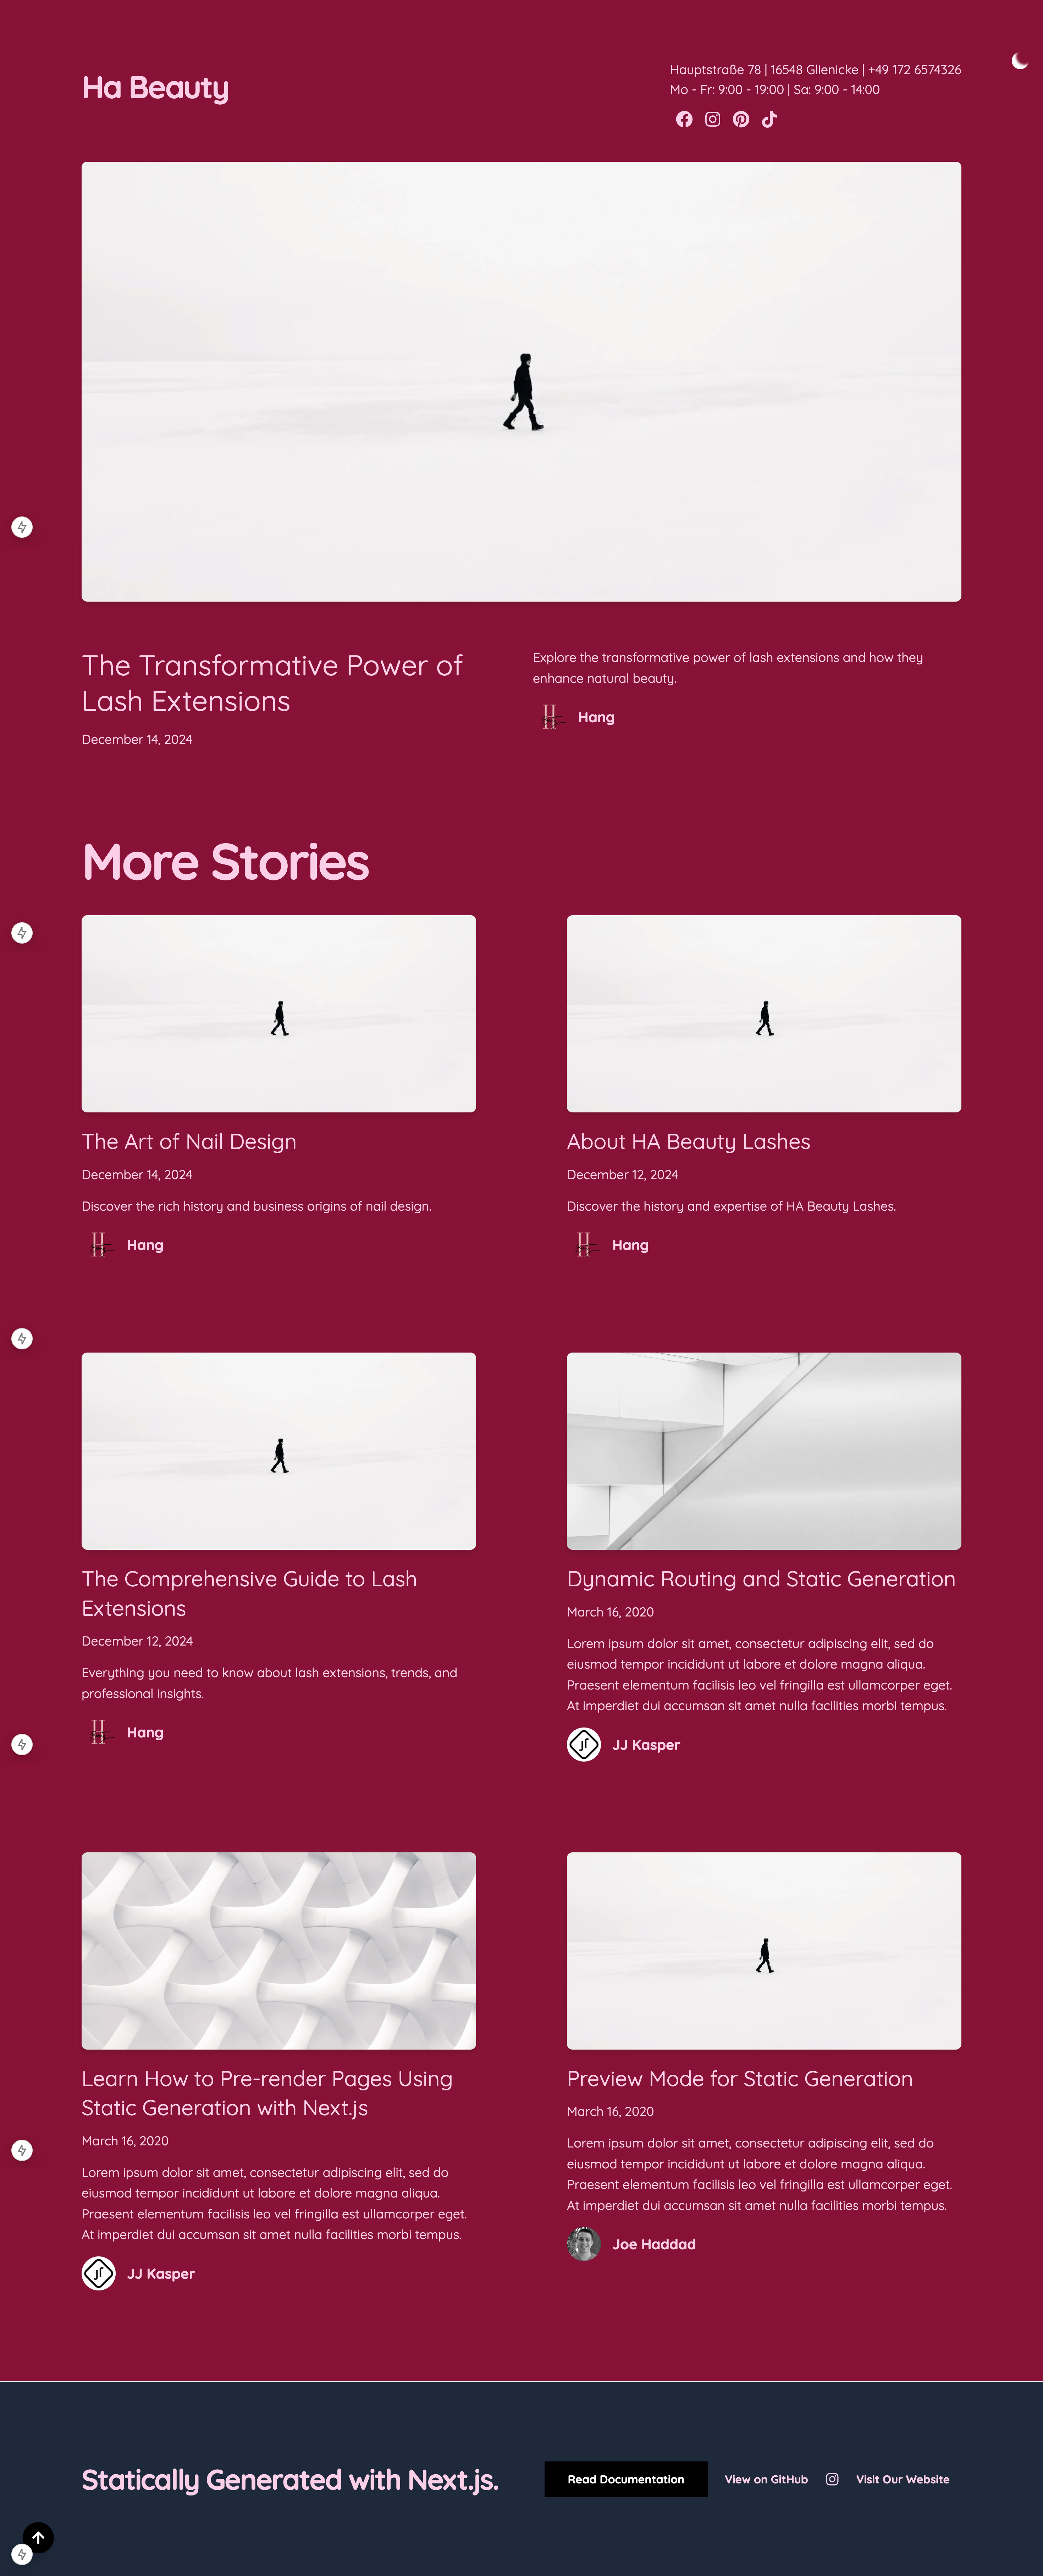 Ha Beauty
Hauptstraße 78 | 16548 Glienicke | +49 172 6574326
Mo - Fr: 9:00 - 19:00 | Sa: 9:00 - 14:00
The Transformative Power of
Lash Extensions
December 14, 2024
Explore the transformative power of lash extensions and how they
enhance natural beauty.
Hang
More Stories
The Art of Nail Design
December 14, 2024
Discover the rich history and business origins of nail design.
Hang
About HA Beauty Lashes
December 12, 2024
Discover the history and expertise of HA Beauty Lashes.
Hang
The Comprehensive Guide to Lash
Extensions
December 12, 2024
Everything you need to know about lash extensions, trends, and
professional insights.
Hang
Dynamic Routing and Static Generation
March 16, 2020
Lorem ipsum dolor sit amet, consectetur adipiscing elit, sed do
eiusmod tempor incididunt ut labore et dolore magna aliqua.
Praesent elementum facilisis leo vel fringilla est ullamcorper eget.
At imperdiet dui accumsan sit amet nulla facilities morbi tempus.
JJ Kasper
Learn How to Pre-render Pages Using
Static Generation with Next.js
March 16, 2020
Lorem ipsum dolor sit amet, consectetur adipiscing elit, sed do
eiusmod tempor incididunt ut labore et dolore magna aliqua.
Praesent elementum facilisis leo vel fringilla est ullamcorper eget.
At imperdiet dui accumsan sit amet nulla facilities morbi tempus.
JJ Kasper
Preview Mode for Static Generation
March 16, 2020
Lorem ipsum dolor sit amet, consectetur adipiscing elit, sed do
eiusmod tempor incididunt ut labore et dolore magna aliqua.
Praesent elementum facilisis leo vel fringilla est ullamcorper eget.
At imperdiet dui accumsan sit amet nulla facilities morbi tempus.
Joe Haddad
Statically Generated with Next.js.
Read Documentation
View on GitHub
Visit Our Website